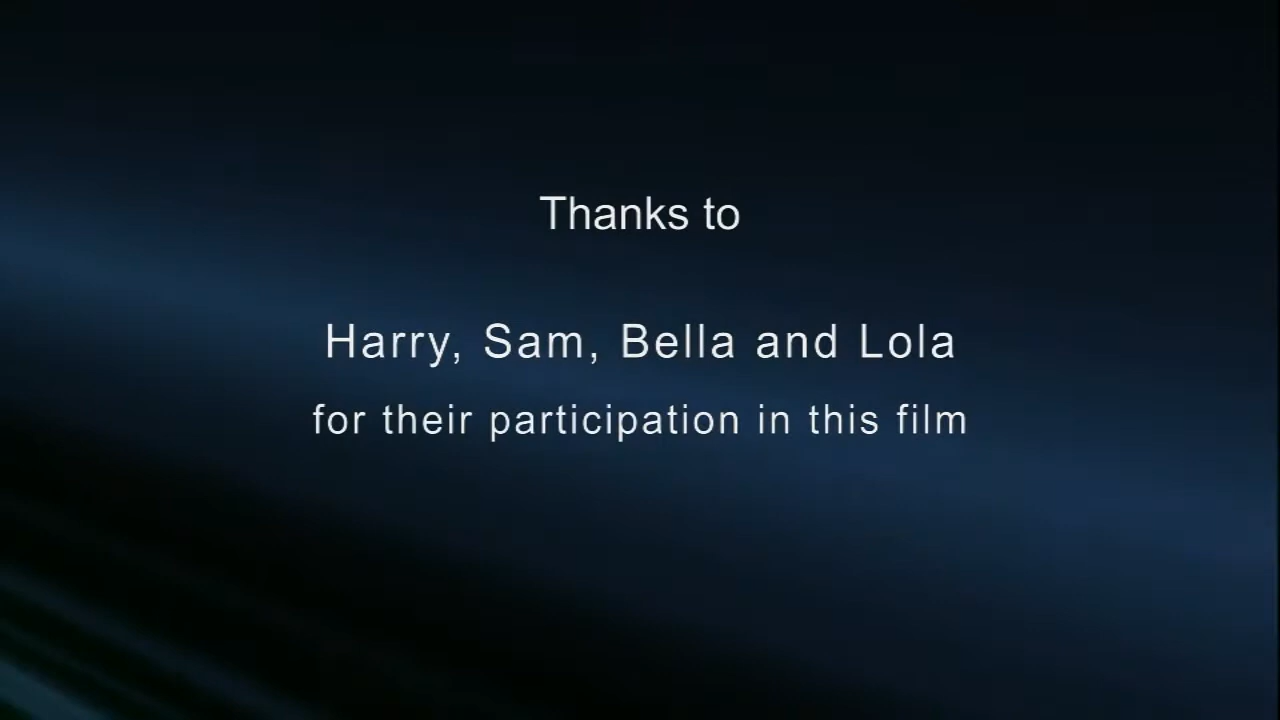 Thanks to
Harry, Sam, Bella and Lola
for their participation in this film